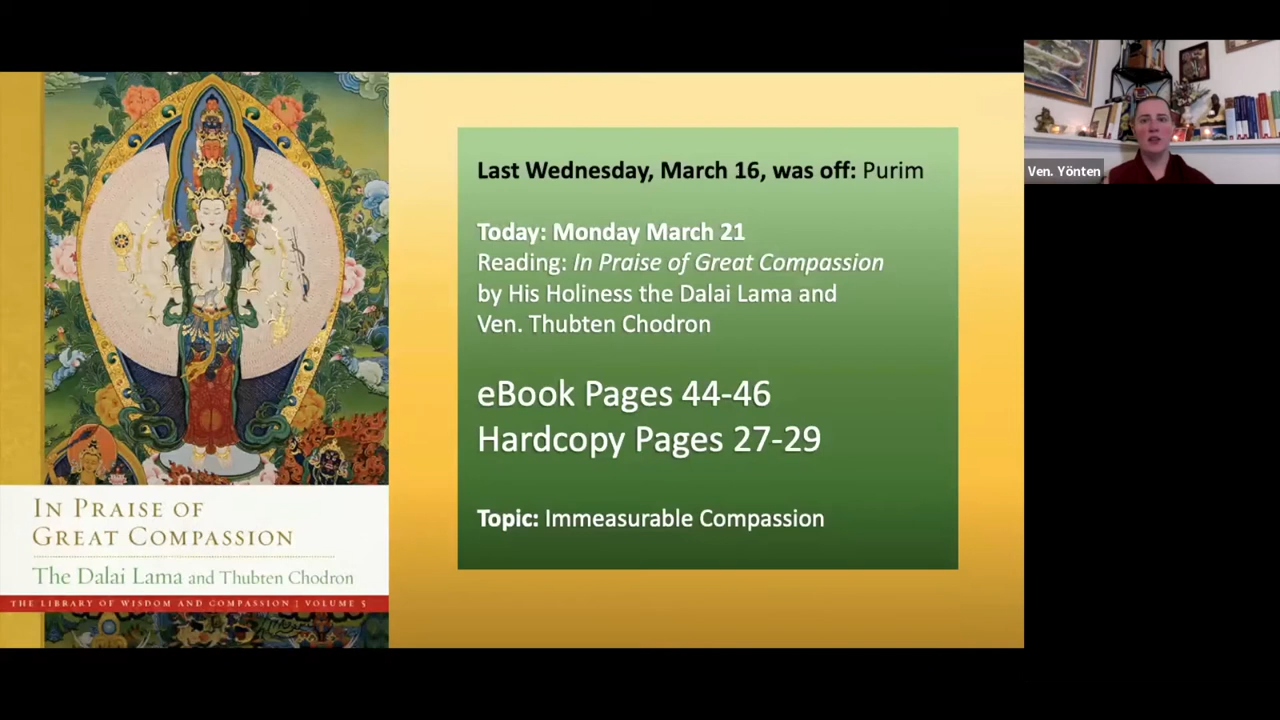 IN PRAISE OF
GREAT COMPASSION
The Dalai Lama and Thubten Chodron
THE LIBRARY OF WISDOM AND COMPASSION | VOLUME 5
Last Wednesday, March 16, was off: Purim
Today: Monday March 21
Reading: In Praise of Great Compassion
by His Holiness the Dalai Lama and
Ven. Thubten Chodron
eBook Pages 44-46
Hardcopy Pages 27-29
Topic: Immeasurable Compassion
Ven. Yönten